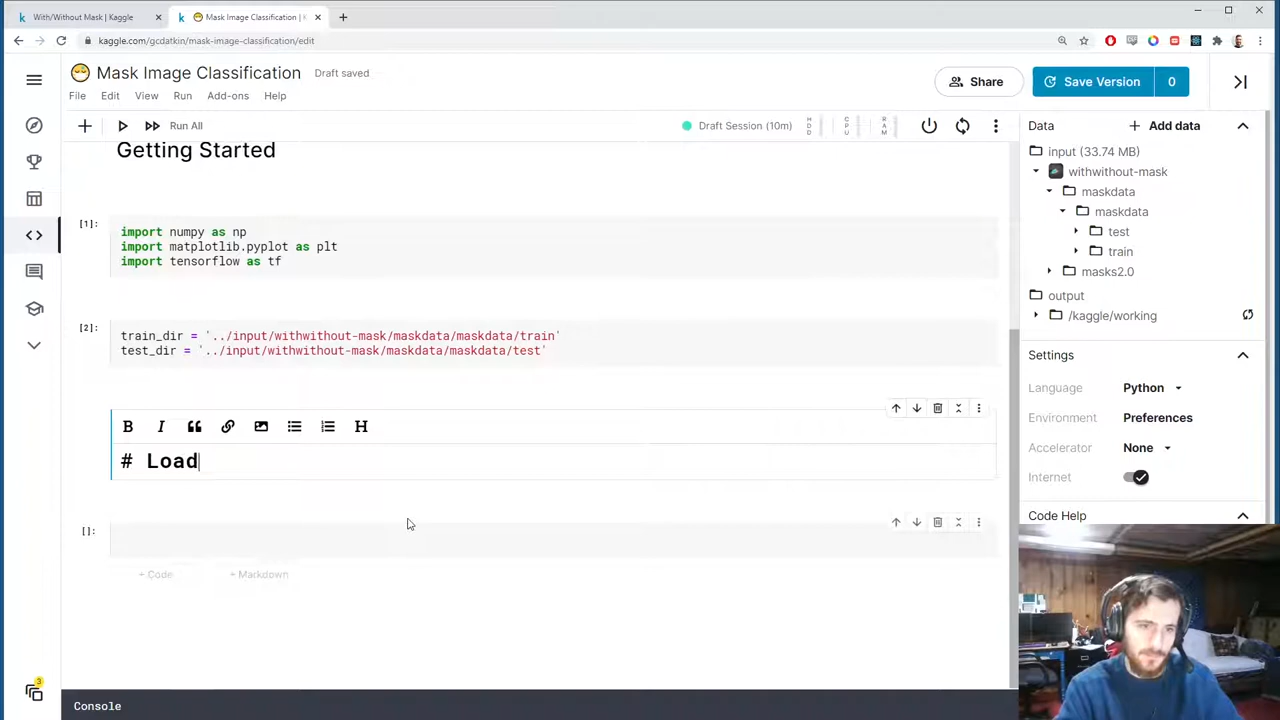 With/Without Mask | Kaggle
Mask Image Classification | K
kaggle.com/gcdatkin/mask-image-classification/edit
Mask Image Classification
Draft saved
Share
Save Version
0
File Edit View Run Add-ons Help
Run All
Draft Session (10m)
HDD
CPU
RAM
Data
+ Add data
Getting Started
[1]:
import numpy as np
import matplotlib.pyplot as plt
import tensorflow as tf
[2]:
train_dir = '../input/withwithout-mask/maskdata/maskdata/train'
test_dir = '../input/withwithout-mask/maskdata/maskdata/test'
B I H
# Load
[]:
+ Code + Markdown
input (33.74 MB)
withwithout-mask
maskdata
maskdata
test
train
masks2.0
output
/kaggle/working
Settings
Language Python
Environment Preferences
Accelerator None
Internet
Code Help
3
Console